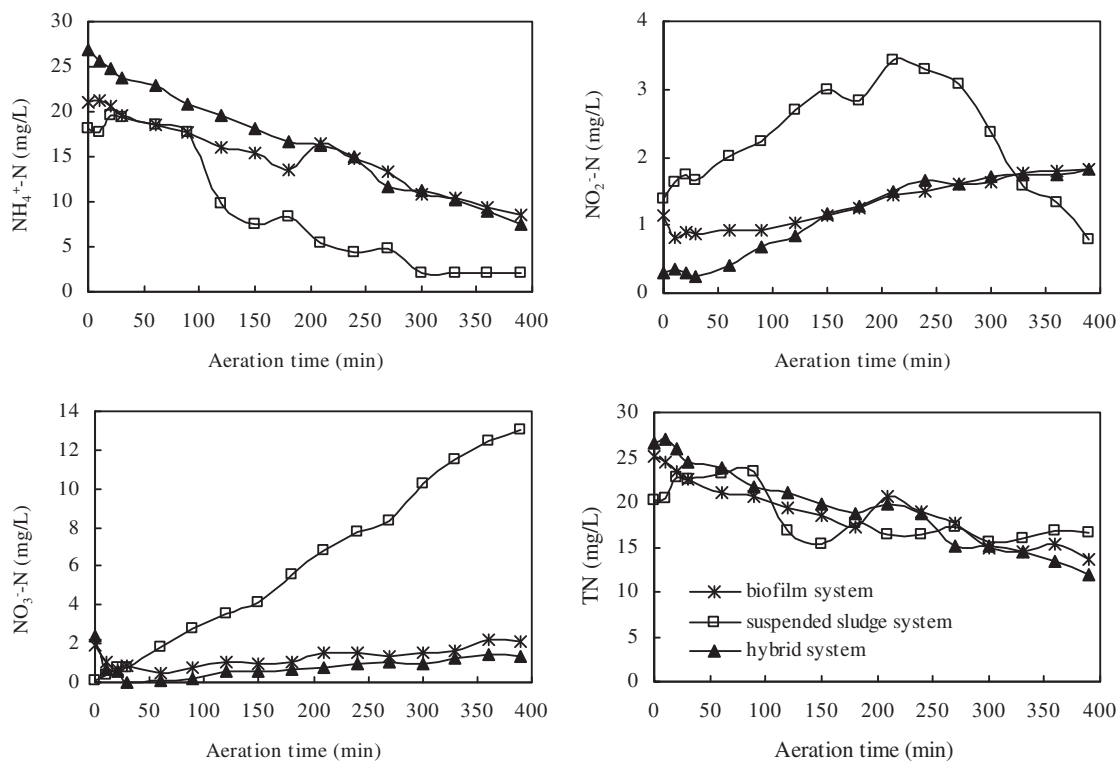 30
25
20
15
10
5
0
NH₄⁺-N (mg/L)
0 50 100 150 200 250 300 350 400
Aeration time (min)
4
3
2
1
0
NO₂⁻-N (mg/L)
0 50 100 150 200 250 300 350 400
Aeration time (min)
14
12
10
8
6
4
2
0
NO₃⁻-N (mg/L)
0 50 100 150 200 250 300 350 400
Aeration time (min)
30
25
20
15
10
5
0
TN (mg/L)
biofilm system
suspended sludge system
hybrid system
0 50 100 150 200 250 300 350 400
Aeration time (min)